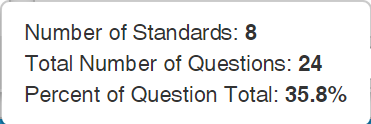 Number of Standards: 8
Total Number of Questions: 24
Percent of Question Total: 35.8%